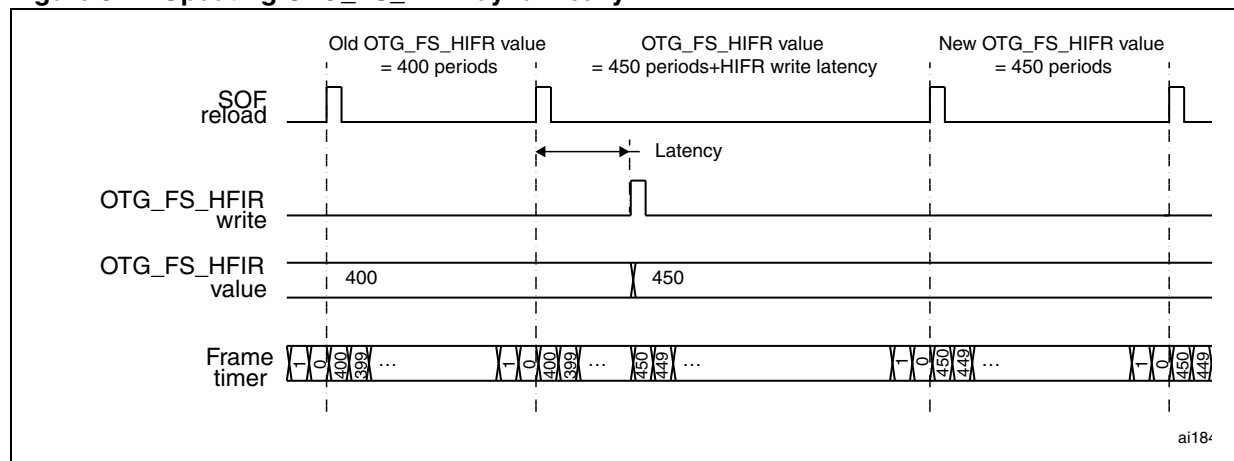 Old OTG_FS_HIFR value
= 400 periods
OTG_FS_HIFR value
= 450 periods+HIFR write latency
New OTG_FS_HIFR value
= 450 periods
SOF
reload
Latency
OTG_FS_HFIR
write
OTG_FS_HFIR
value
400
450
Frame
timer
1 0 400 399 ... 1 0 400 399 ... 450 449 ... 1 0 450 449 ... 1 0 450 449
ai184